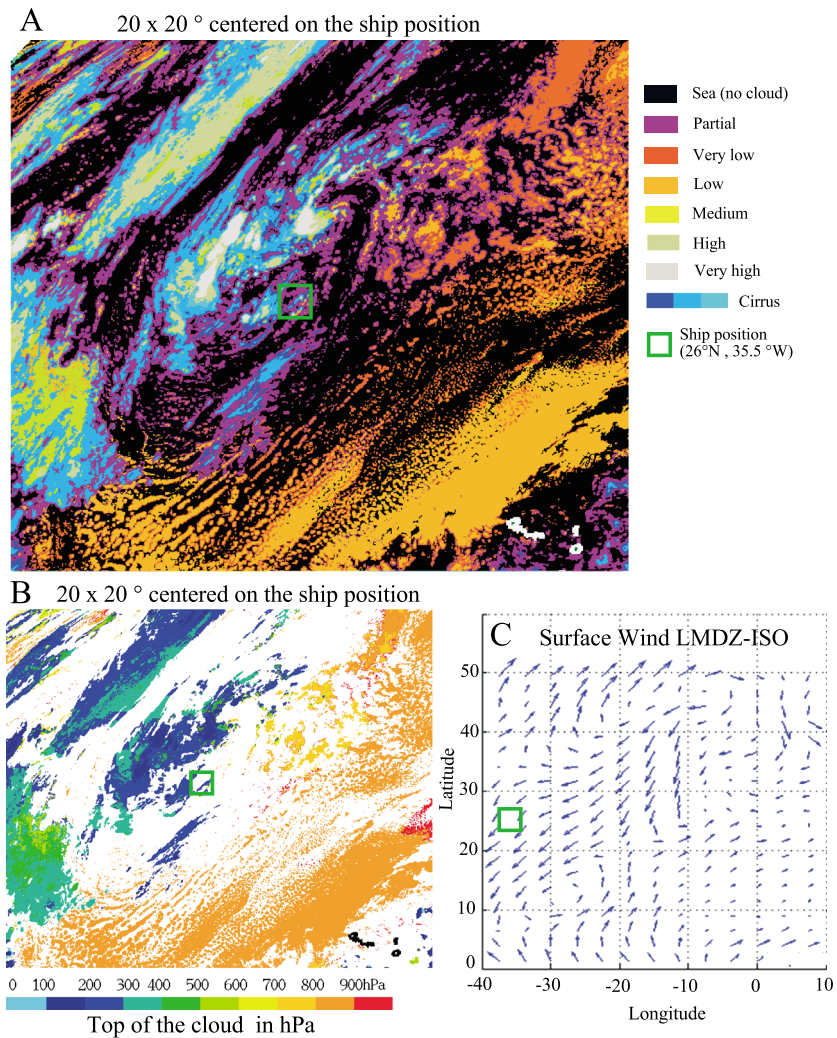 A
20 x 20 ° centered on the ship position
Sea (no cloud)
Partial
Very low
Low
Medium
High
Very high
Cirrus
Ship position
(26°N , 35.5 °W)
B
20 x 20 ° centered on the ship position
0 100 200 300 400 500 600 700 800 900hPa
Top of the cloud in hPa
C
Surface Wind LMDZ-ISO
Latitude
50
40
30
20
10
0
-40 -30 -20 -10 0 10
Longitude